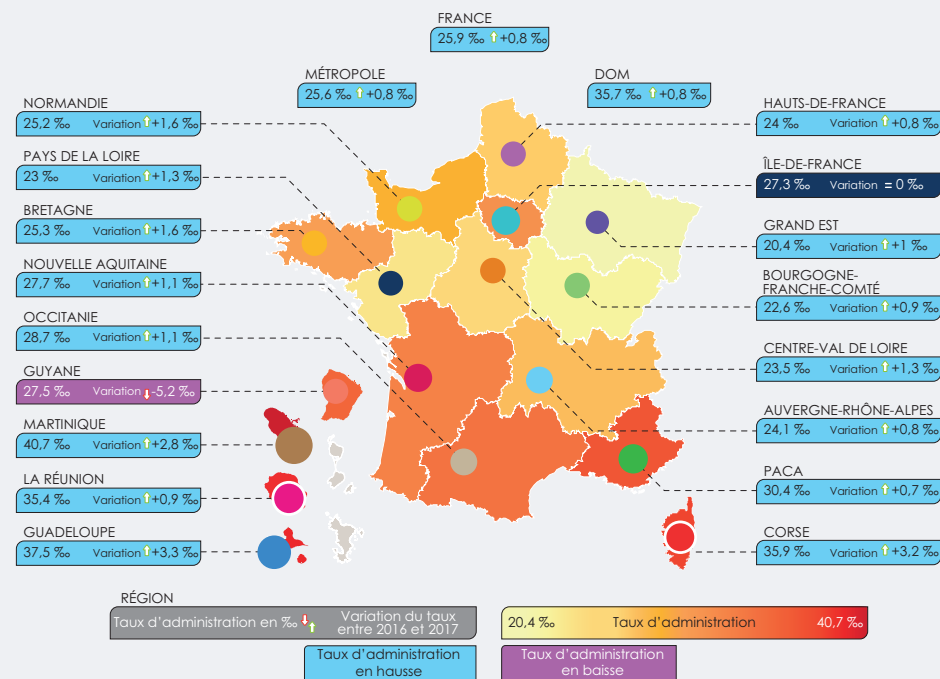 FRANCE
25,9 ‰ +0,8 ‰
MÉTROPOLE
25,6 ‰ +0,8 ‰
DOM
35,7 ‰ +0,8 ‰
NORMANDIE
25,2 ‰ Variation +1,6 ‰
PAYS DE LA LOIRE
23 ‰ Variation +1,3 ‰
BRETAGNE
25,3 ‰ Variation +1,6 ‰
NOUVELLE AQUITAINE
27,7 ‰ Variation +1,1 ‰
OCCITANIE
28,7 ‰ Variation +1,1 ‰
GUYANE
27,5 ‰ Variation -5,2 ‰
MARTINIQUE
40,7 ‰ Variation +2,8 ‰
LA RÉUNION
35,4 ‰ Variation +0,9 ‰
GUADELOUPE
37,5 ‰ Variation +3,3 ‰
HAUTS-DE-FRANCE
24 ‰ Variation +0,8 ‰
ÎLE-DE-FRANCE
27,3 ‰ Variation = 0 ‰
GRAND EST
20,4 ‰ Variation +1 ‰
BOURGOGNE-
FRANCHE-COMTÉ
22,6 ‰ Variation +0,9 ‰
CENTRE-VAL DE LOIRE
23,5 ‰ Variation +1,3 ‰
AUVERGNE-RHÔNE-ALPES
24,1 ‰ Variation +0,8 ‰
PACA
30,4 ‰ Variation +0,7 ‰
CORSE
35,9 ‰ Variation +3,2 ‰
RÉGION
Taux d'administration en ‰
Variation du taux
entre 2016 et 2017
20,4 ‰ Taux d'administration 40,7 ‰
Taux d'administration
en hausse
Taux d'administration
en baisse